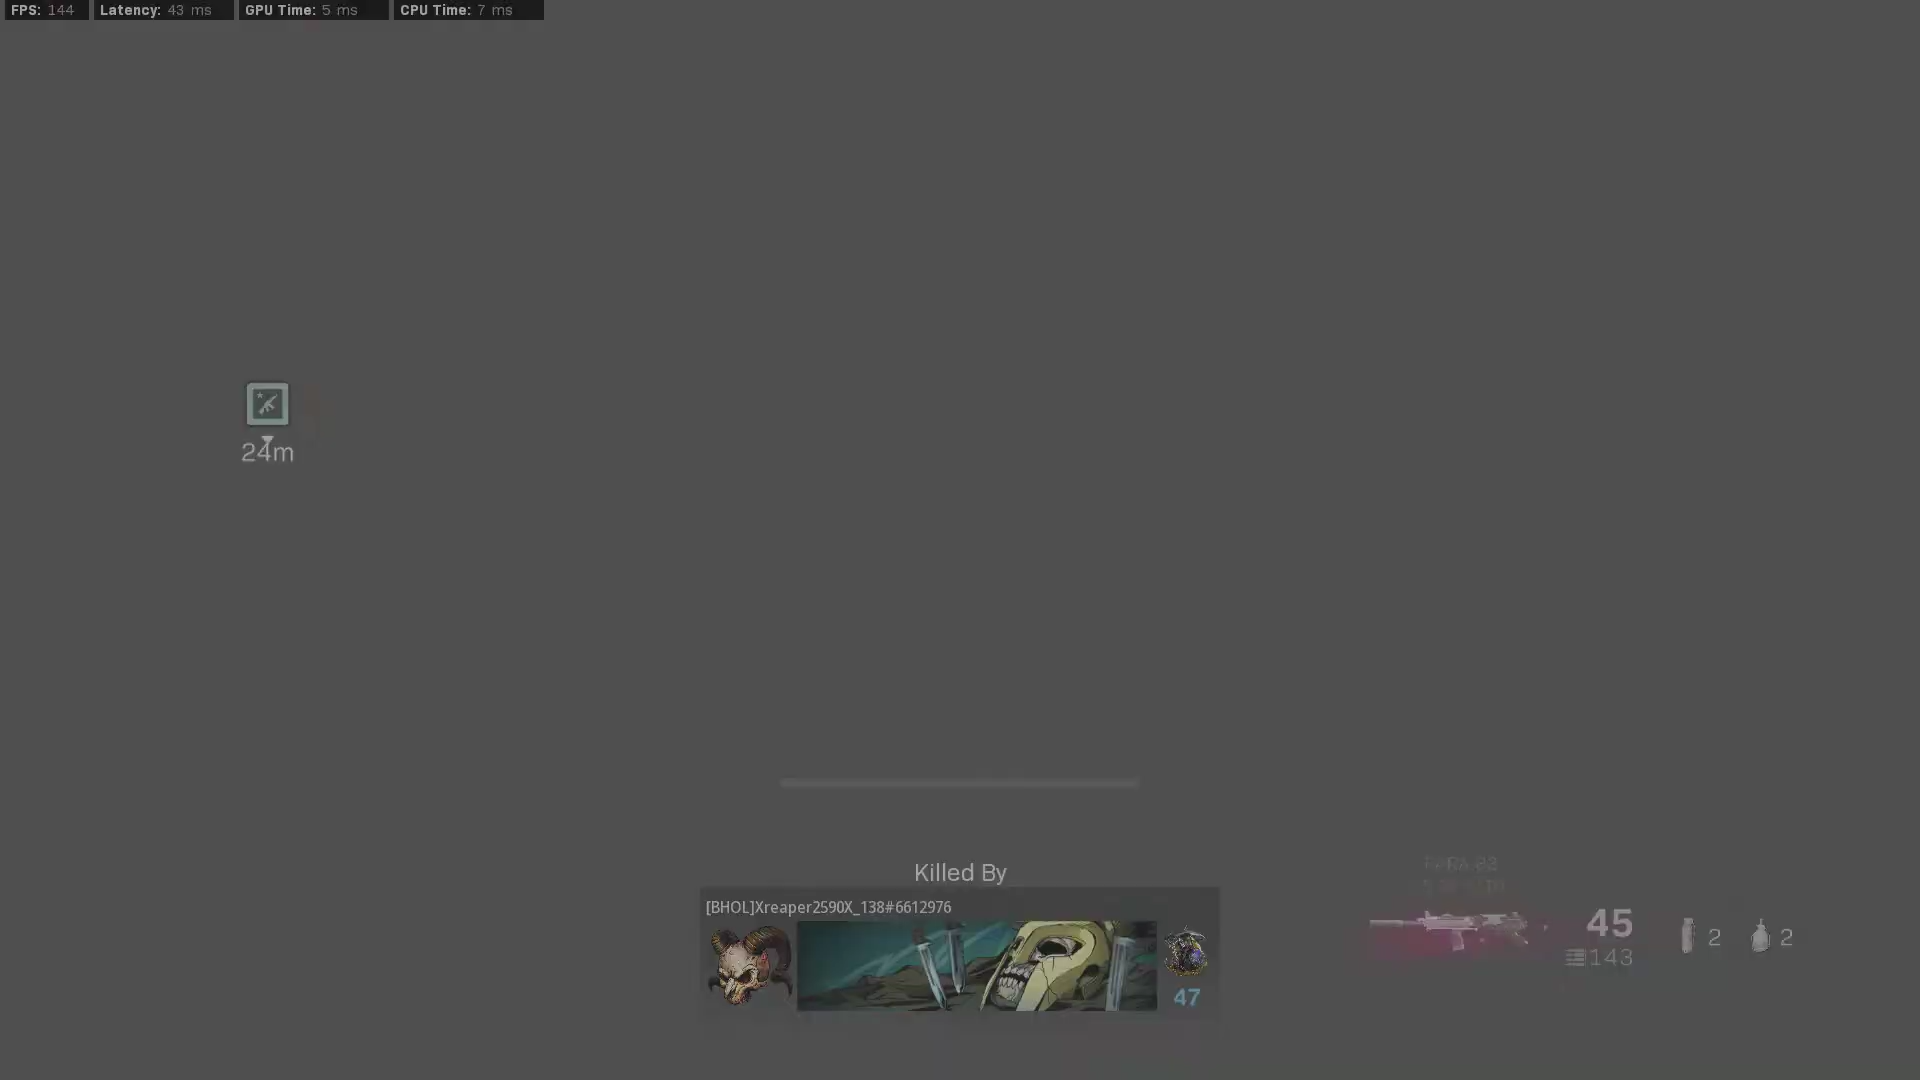 FPS: 144 Latency: 43 ms GPU Time: 5 ms CPU Time: 7 ms
24m
Killed By
[BHOL]Xreaper2590X_138#6612976
47
45
143
2 2